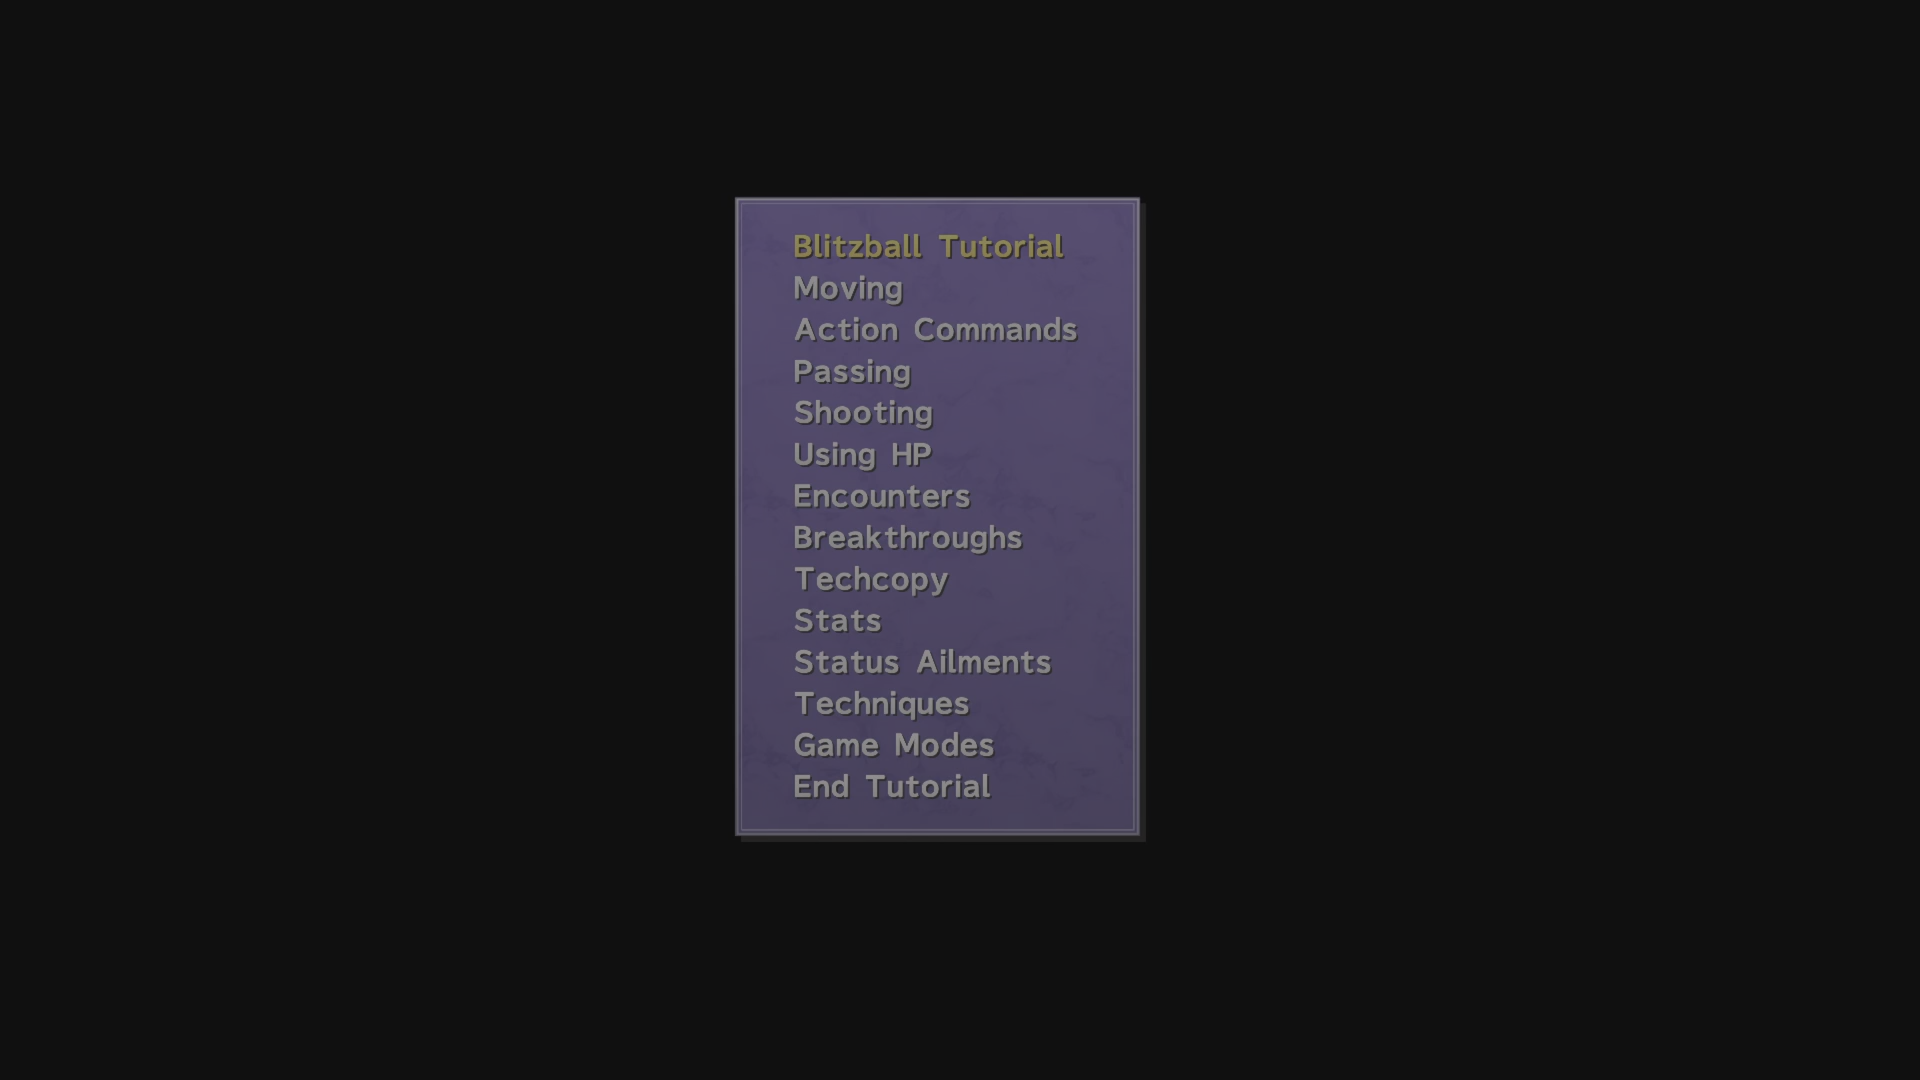 Blitzball Tutorial
Moving
Action Commands
Passing
Shooting
Using HP
Encounters
Breakthroughs
Techcopy
Stats
Status Ailments
Techniques
Game Modes
End Tutorial